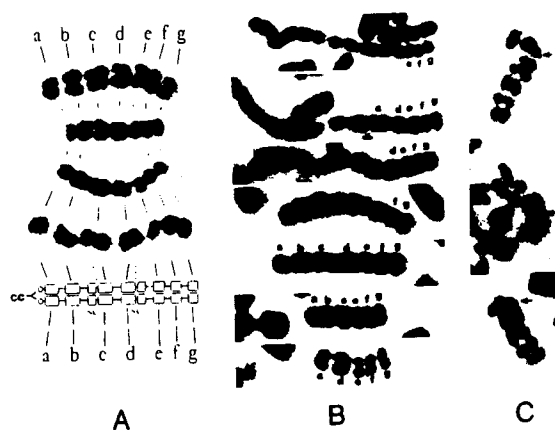 a b c d e f g
e f g
a d e f g
d e f g
f g
a b c d e f g
cc
a b c d e f g
a b c d e f g
A B C